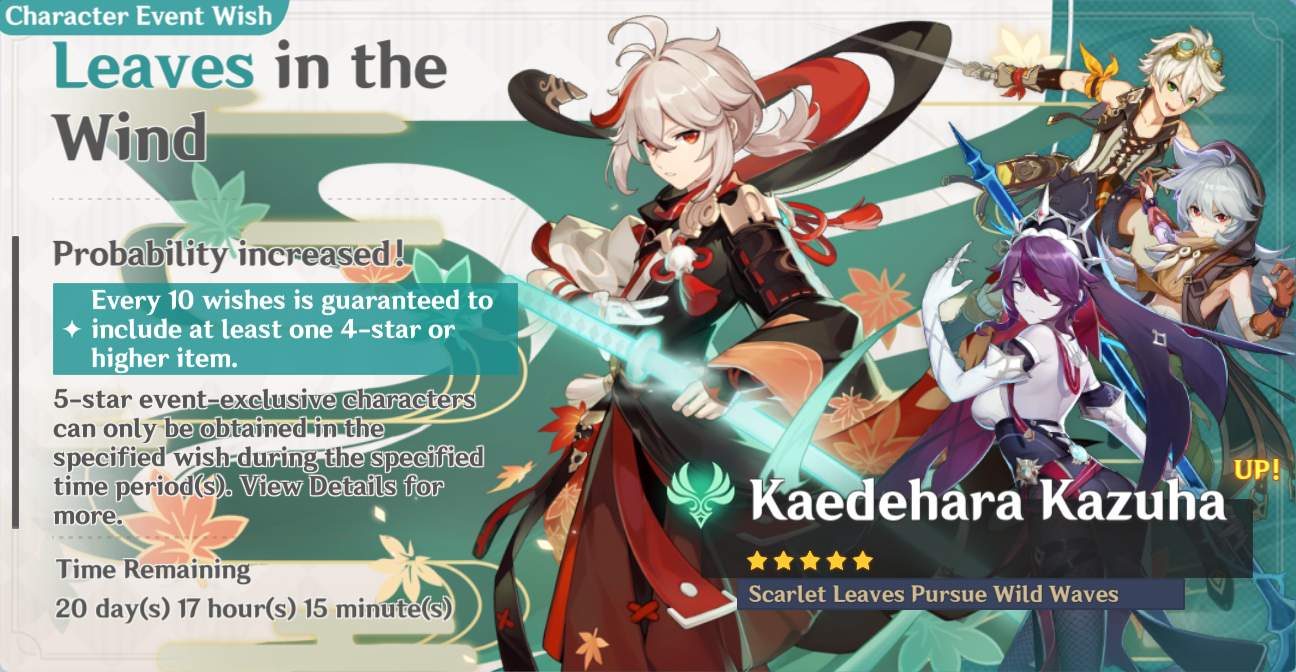 Character Event Wish
Leaves in the
Wind
Probability increased!
Every 10 wishes is guaranteed to
include at least one 4-star or
higher item.
5-star event-exclusive characters
can only be obtained in the
specified wish during the specified
time period(s). View Details for
more.
Time Remaining
20 day(s) 17 hour(s) 15 minute(s)
UP!
Kaedehara Kazuha
Scarlet Leaves Pursue Wild Waves